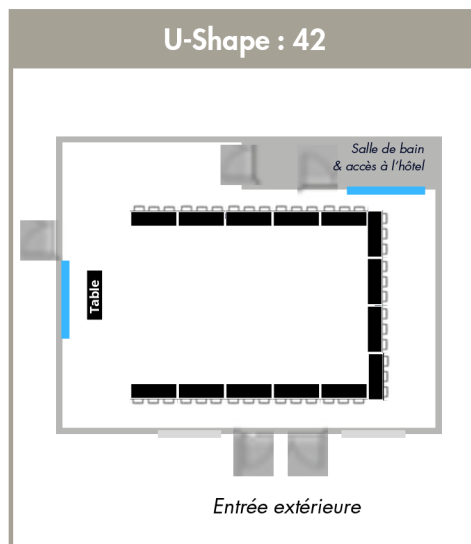 U-Shape : 42
Salle de bain
& accès à l'hôtel
Table
Entrée extérieure